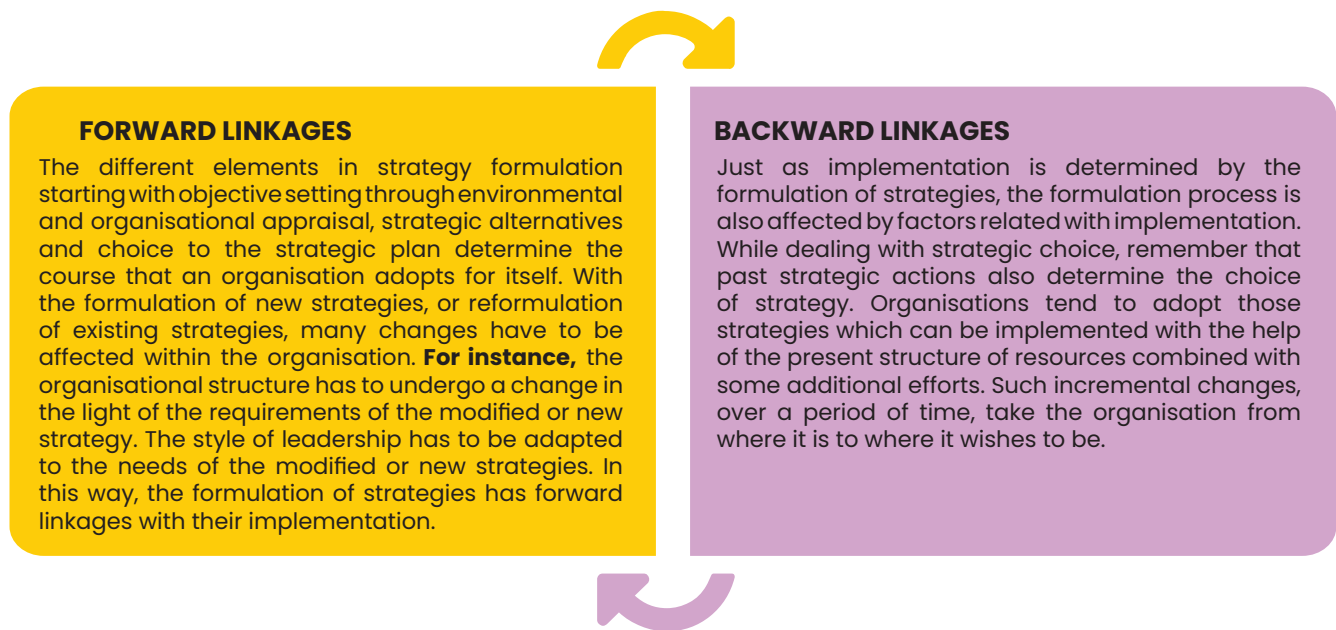 FORWARD LINKAGES
The different elements in strategy formulation
starting with objective setting through environmental
and organisational appraisal, strategic alternatives
and choice to the strategic plan determine the
course that an organisation adopts for itself. With
the formulation of new strategies, or reformulation
of existing strategies, many changes have to be
affected within the organisation. For instance, the
organisational structure has to undergo a change in
the light of the requirements of the modified or new
strategy. The style of leadership has to be adapted
to the needs of the modified or new strategies. In
this way, the formulation of strategies has forward
linkages with their implementation.
BACKWARD LINKAGES
Just as implementation is determined by the
formulation of strategies, the formulation process is
also affected by factors related with implementation.
While dealing with strategic choice, remember that
past strategic actions also determine the choice
of strategy. Organisations tend to adopt those
strategies which can be implemented with the help
of the present structure of resources combined with
some additional efforts. Such incremental changes,
over a period of time, take the organisation from
where it is to where it wishes to be.